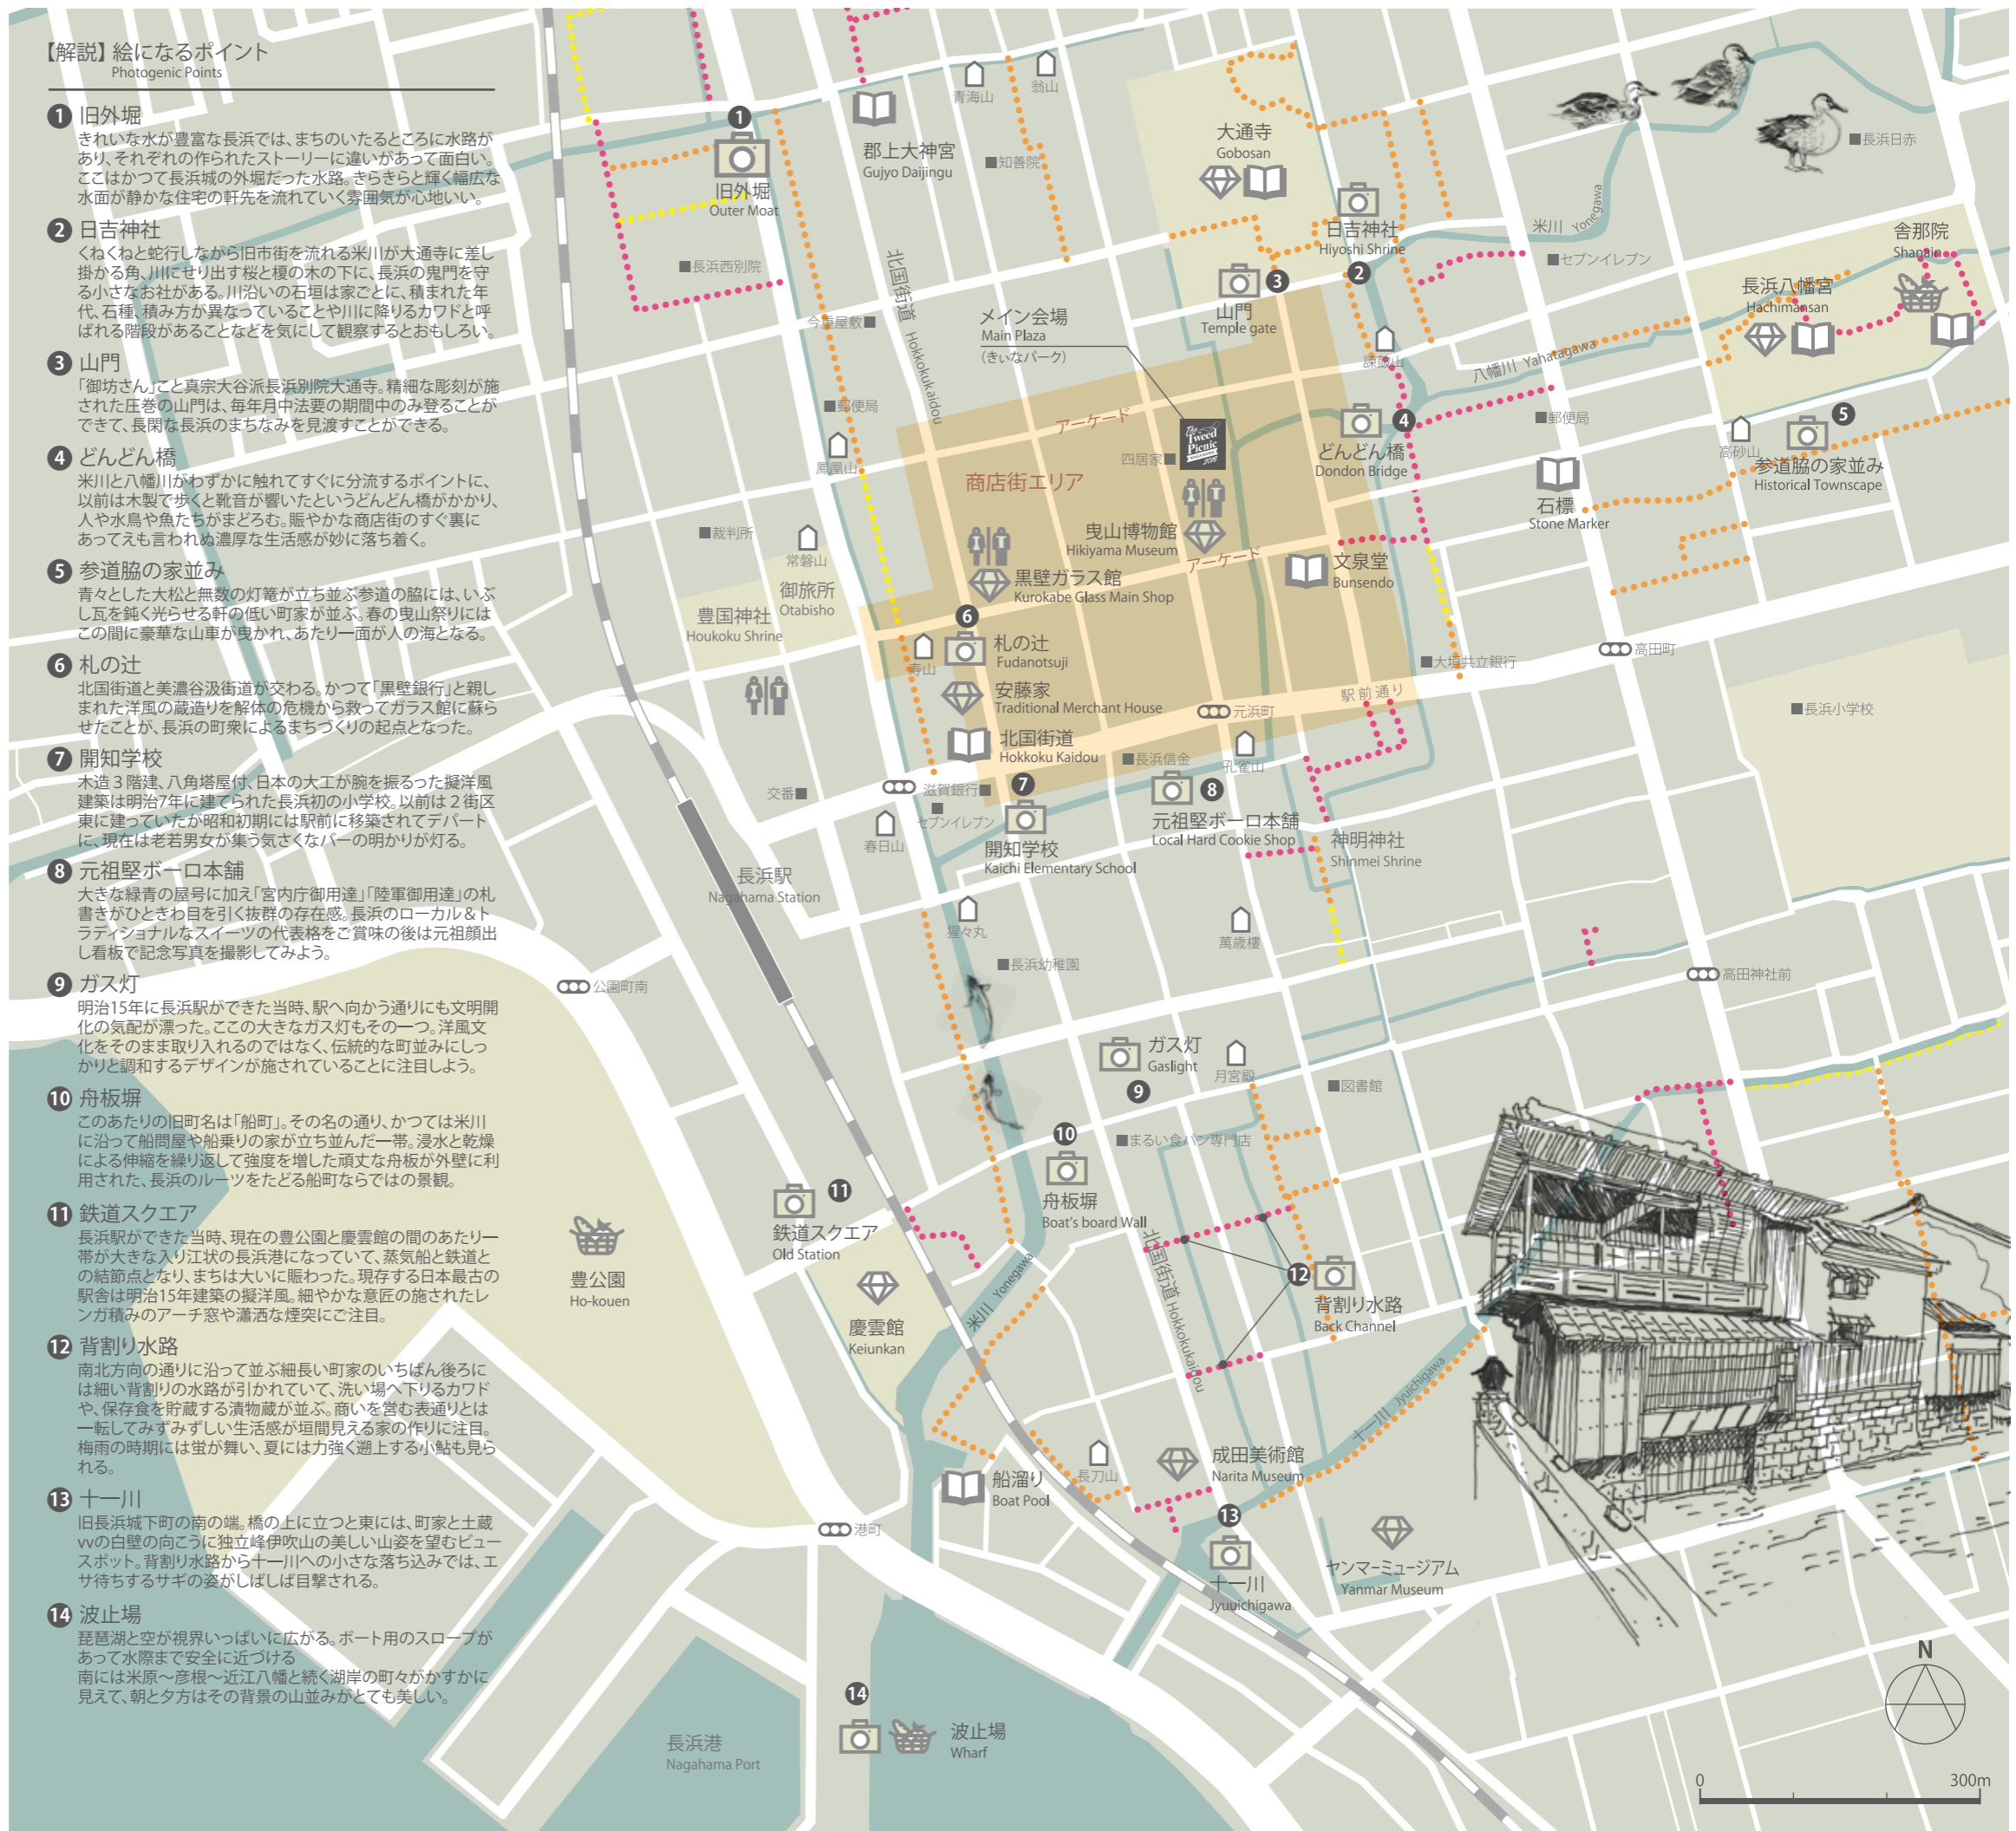 【解説】絵になるポイント
Photogenic Points
1 旧外堀
きれいな水が豊富な長浜では、まちのいたるところに水路が
あり、それぞれの作られたストーリーに違いがあって面白い。
ここはかつて長浜城の外堀だった水路。きらきらと輝く幅広な
水面が静かな住宅の軒先を流れていく雰囲気が心地いい。
2 日吉神社
くねくねと蛇行しながら旧市街を流れる米川が大通寺に差し
掛かる角、川にせり出す桜と榎の木の下に、長浜の鬼門を守
る小さなお社がある。川沿いの石垣は家ごとに、積まれた年
代、石種、積み方が異なっていることや川に降りるカワドと呼
ばれる階段があることなどを気にして観察するとおもしろい。
3 山門
「御坊さん」こと真宗大谷派長浜別院大通寺。精細な彫刻が施
された圧巻の山門は、毎年月中法要の期間中のみ登ることが
できて、長閑な長浜のまちなみを見渡すことができる。
4 どんどん橋
米川と八幡川がわずかに触れてすぐに分流するポイントに、
以前は木製で歩くと靴音が響いたというどんどん橋がかかり、
人や水鳥や魚たちがまどろむ。賑やかな商店街のすぐ裏に
あってえも言われぬ濃厚な生活感が妙に落ち着く。
5 参道脇の家並み
青々とした大松と無数の灯篭が立ち並ぶ参道の脇には、いぶ
し瓦を鈍く光らせる軒の低い町家が並ぶ。春の曳山祭りには
この間に豪華な山車が曳かれ、あたり一面が人の海となる。
6 札の辻
北国街道と美濃谷汲街道が交わる。かつて「黒壁銀行」と親し
まれた洋風の蔵造りを解体の危機から救ってガラス館に蘇ら
せたことが、長浜の町衆によるまちづくりの起点となった。
7 開知学校
木造３階建、八角塔屋付、日本の大工が腕を振るった擬洋風
建築は明治7年に建てられた長浜初の小学校。以前は２街区
東に建っていたが昭和初期には駅前に移築されてデパート
に、現在は老若男女が集う気さくなバーの明かりが灯る。
8 元祖堅ボーロ本舗
大きな緑青の屋号に加え「宮内庁御用達」「陸軍御用達」の札
書きがひときわ目を引く抜群の存在感。長浜のローカル＆ト
ラディショナルなスイーツの代表格をご賞味の後は元祖顔出
し看板で記念写真を撮影してみよう。
9 ガス灯
明治15年に長浜駅ができた当時、駅へ向かう通りにも文明開
化の気配が漂った。ここの大きなガス灯もその一つ。洋風文
化をそのまま取り入れるのではなく、伝統的な町並みにしっ
かりと調和するデザインが施されていることに注目しよう。
10 舟板塀
このあたりの旧町名は「船町」。その名の通り、かつては米川
に沿って船問屋や船乗りの家が立ち並んだ一帯。浸水と乾燥
による伸縮を繰り返して強度を増した頑丈な舟板が外壁に利
用された、長浜のルーツをたどる船町ならではの景観。
11 鉄道スクエア
長浜駅ができた当時、現在の豊公園と慶雲館の間のあたり一
帯が大きな入り江状の長浜港になっていて、蒸気船と鉄道と
の結節点となり、まちは大いに賑わった。現存する日本最古の
駅舎は明治15年建築の擬洋風。細やかな意匠の施されたレ
ンガ積みのアーチ窓や瀟洒な煙突にご注目。
12 背割り水路
南北方向の通りに沿って並ぶ細長い町家のいちばん後ろに
は細い背割りの水路が引かれていて、洗い場へ下りるカワド
や、保存食を貯蔵する漬物蔵が並ぶ。商いを営む表通りとは
一転してみずみずしい生活感が垣間見える家の作りに注目。
梅雨の時期には蛍が舞い、夏には力強く遡上する小鮎も見ら
れる。
13 十一川
旧長浜城下町の南の端。橋の上に立つと東には、町家と土蔵
vvの白壁の向こうに独立峰伊吹山の美しい山姿を望むビュー
スポット。背割り水路から十一川への小さな落ち込みでは、エ
サ待ちするサギの姿がしばしば目撃される。
14 波止場
琵琶湖と空が視界いっぱいに広がる。ボート用のスロープが
あって水際まで安全に近づける
南には米原～彦根～近江八幡と続く湖岸の町々がかすかに
見えて、朝と夕方はその背景の山並みがとても美しい。
1
旧外堀
Outer Moat
郡上大神宮
Gujyo Daijingu
青海山
翁山
■知善院
大通寺
Gobosan
日吉神社
Hiyoshi Shrine
2
3
山門
Temple gate
米川 Yonegawa
■長浜日赤
■セブンイレブン
舎那院
Shanain
長浜八幡宮
Hachimansan
八幡川 Yahatagawa
■長浜西別院
北国街道 Hokkokukaidou
今重屋敷■
メイン会場
Main Plaza
（きぃなパーク）
諫皷山
■郵便局
アーケード
The
Tweed
Picnic
NAGAHAMA
2016
四居家■
4
どんどん橋
Dondon Bridge
■郵便局
高砂山
5
参道脇の家並み
Historical Townscape
鳳凰山
商店街エリア
石標
Stone Marker
■裁判所
常磐山
曳山博物館
Hikiyama Museum
アーケード
文泉堂
Bunsendo
黒壁ガラス館
Kurokabe Glass Main Shop
御旅所
Otabisho
豊国神社
Houkoku Shrine
6
寿山
札の辻
Fudanotsuji
安藤家
Traditional Merchant House
■大垣共立銀行
高田町
駅前通り
元浜町
■長浜小学校
北国街道
Hokkoku Kaidou
■長浜信金
孔雀山
7
滋賀銀行■
交番■
■
セブンイレブン
8
元祖堅ボーロ本舗
Local Hard Cookie Shop
春日山
開知学校
Kaichi Elementary School
神明神社
Shinmei Shrine
長浜駅
Nagahama Station
猩々丸
萬歳樓
■長浜幼稚園
公園町南
高田神社前
ガス灯
Gaslight
9
月宮殿
■図書館
10
■まるい食パン専門店
舟板塀
Boat's board Wall
11
鉄道スクエア
Old Station
豊公園
Ho-kouen
北国街道 Hokkokukaidou
12
背割り水路
Back Channel
米川 Yonegawa
慶雲館
Keiunkan
十一川 Jyuichigawa
長刀山
成田美術館
Narita Museum
船溜り
Boat Pool
港町
13
十一川
Jyuuichigawa
ヤンマーミュージアム
Yanmar Museum
14
波止場
Wharf
長浜港
Nagahama Port
N
0 300m